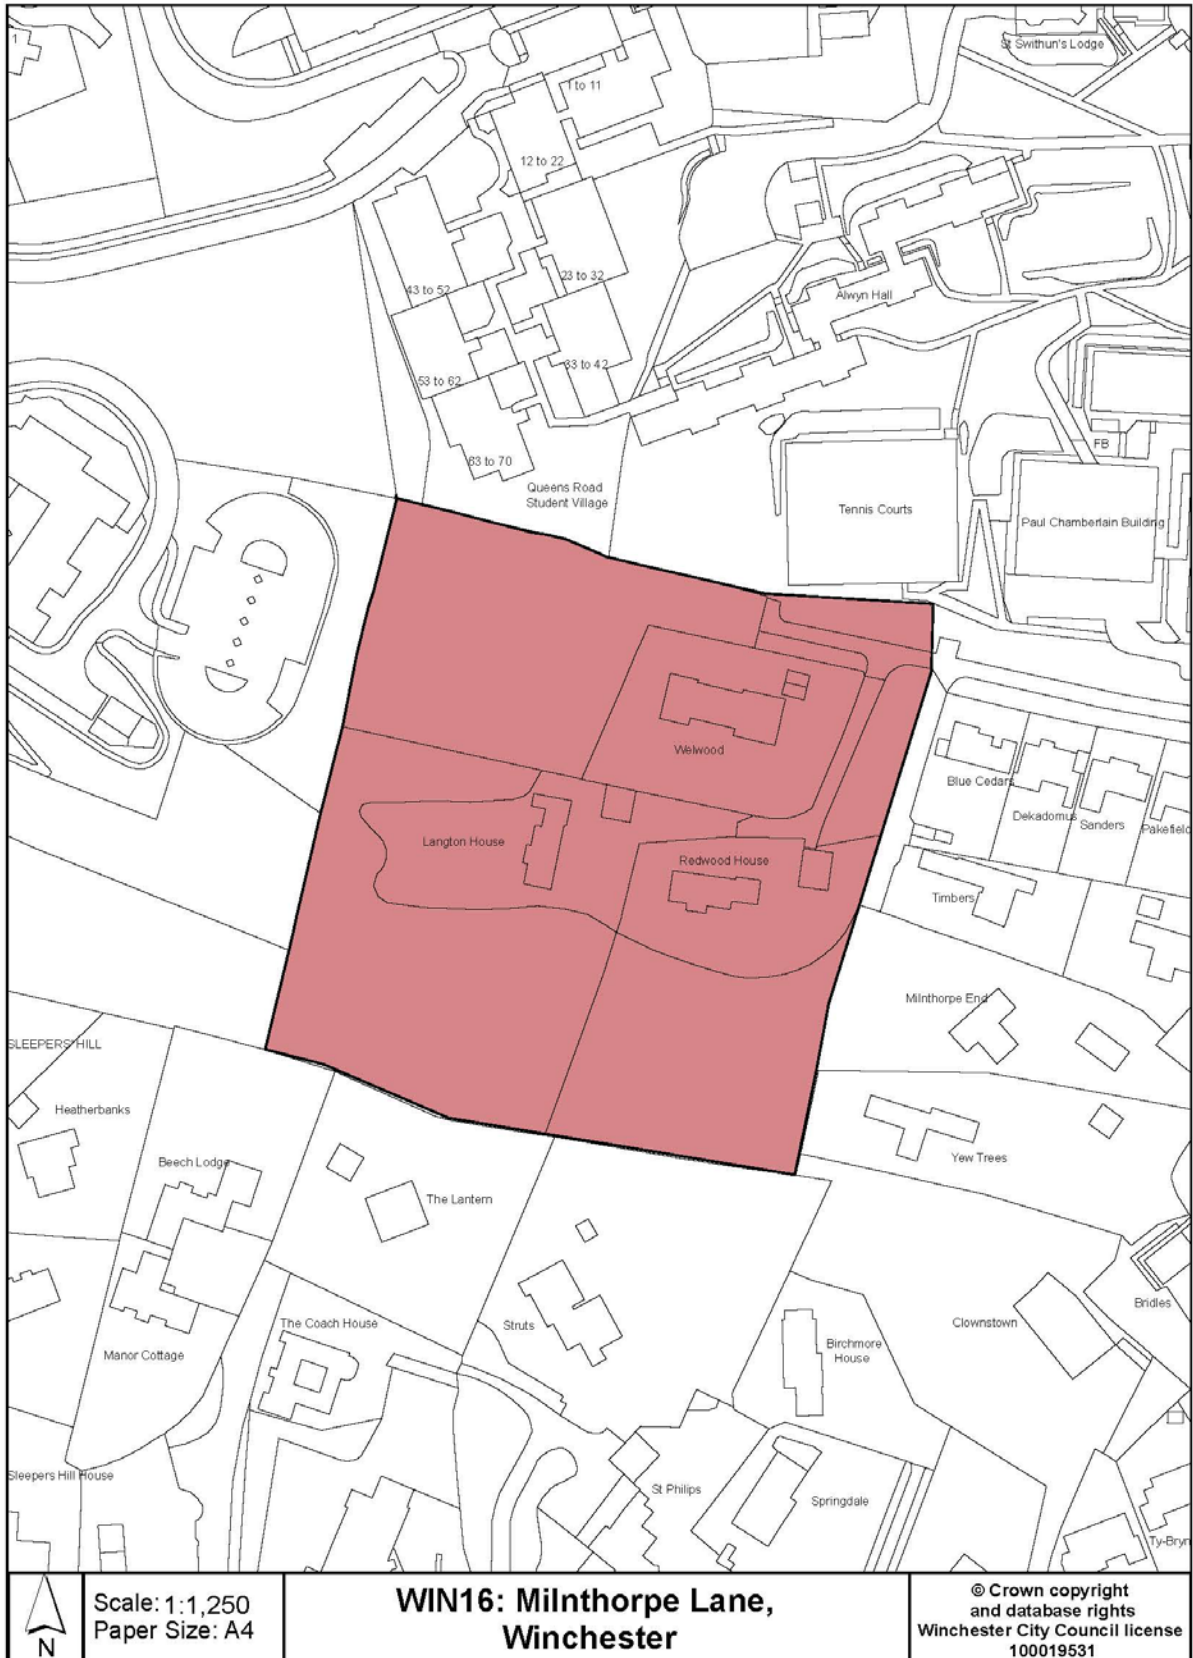 1
St Swithun's Lodge
1 to 11
12 to 22
23 to 32
43 to 52
Alwyn Hall
33 to 42
53 to 62
FB
63 to 70
Queens Road
Student Village
Tennis Courts
Paul Chamberlain Building
Welwood
Blue Cedars
Dekadomus
Sanders
Pakefield
Langton House
Redwood House
Timbers
Milnthorpe End
SLEEPERS HILL
Heatherbanks
Beech Lodge
Yew Trees
The Lantern
Bridles
The Coach House
Struts
Clownstown
Birchmore
House
Manor Cottage
Sleepers Hill House
St Philips
Springdale
Ty-Bryn
N
Scale: 1:1,250
Paper Size: A4
WIN16: Milnthorpe Lane,
Winchester
© Crown copyright
and database rights
Winchester City Council license
100019531